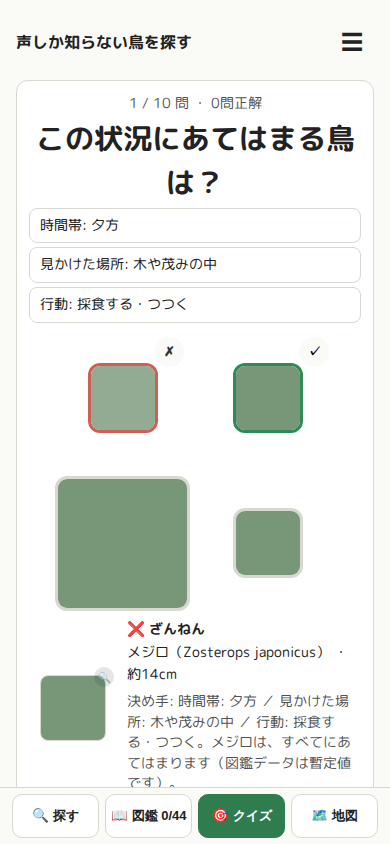 声しか知らない鳥を探す
☰
1 / 10 問 · 0問正解
この状況にあてはまる鳥
は？
時間帯: 夕方
見かけた場所: 木や茂みの中
行動: 採食する・つつく
✗
✓
❌ ざんねん
メジロ（Zosterops japonicus） ·
約14cm
決め手: 時間帯: 夕方 ／ 見かけた場
所: 木や茂みの中 ／ 行動: 採食す
る・つつく。メジロは、すべてにあ
てはまります（図鑑データは暫定値
です）。
🔍 探す
📖 図鑑 0/44
🎯 クイズ
🗺️ 地図